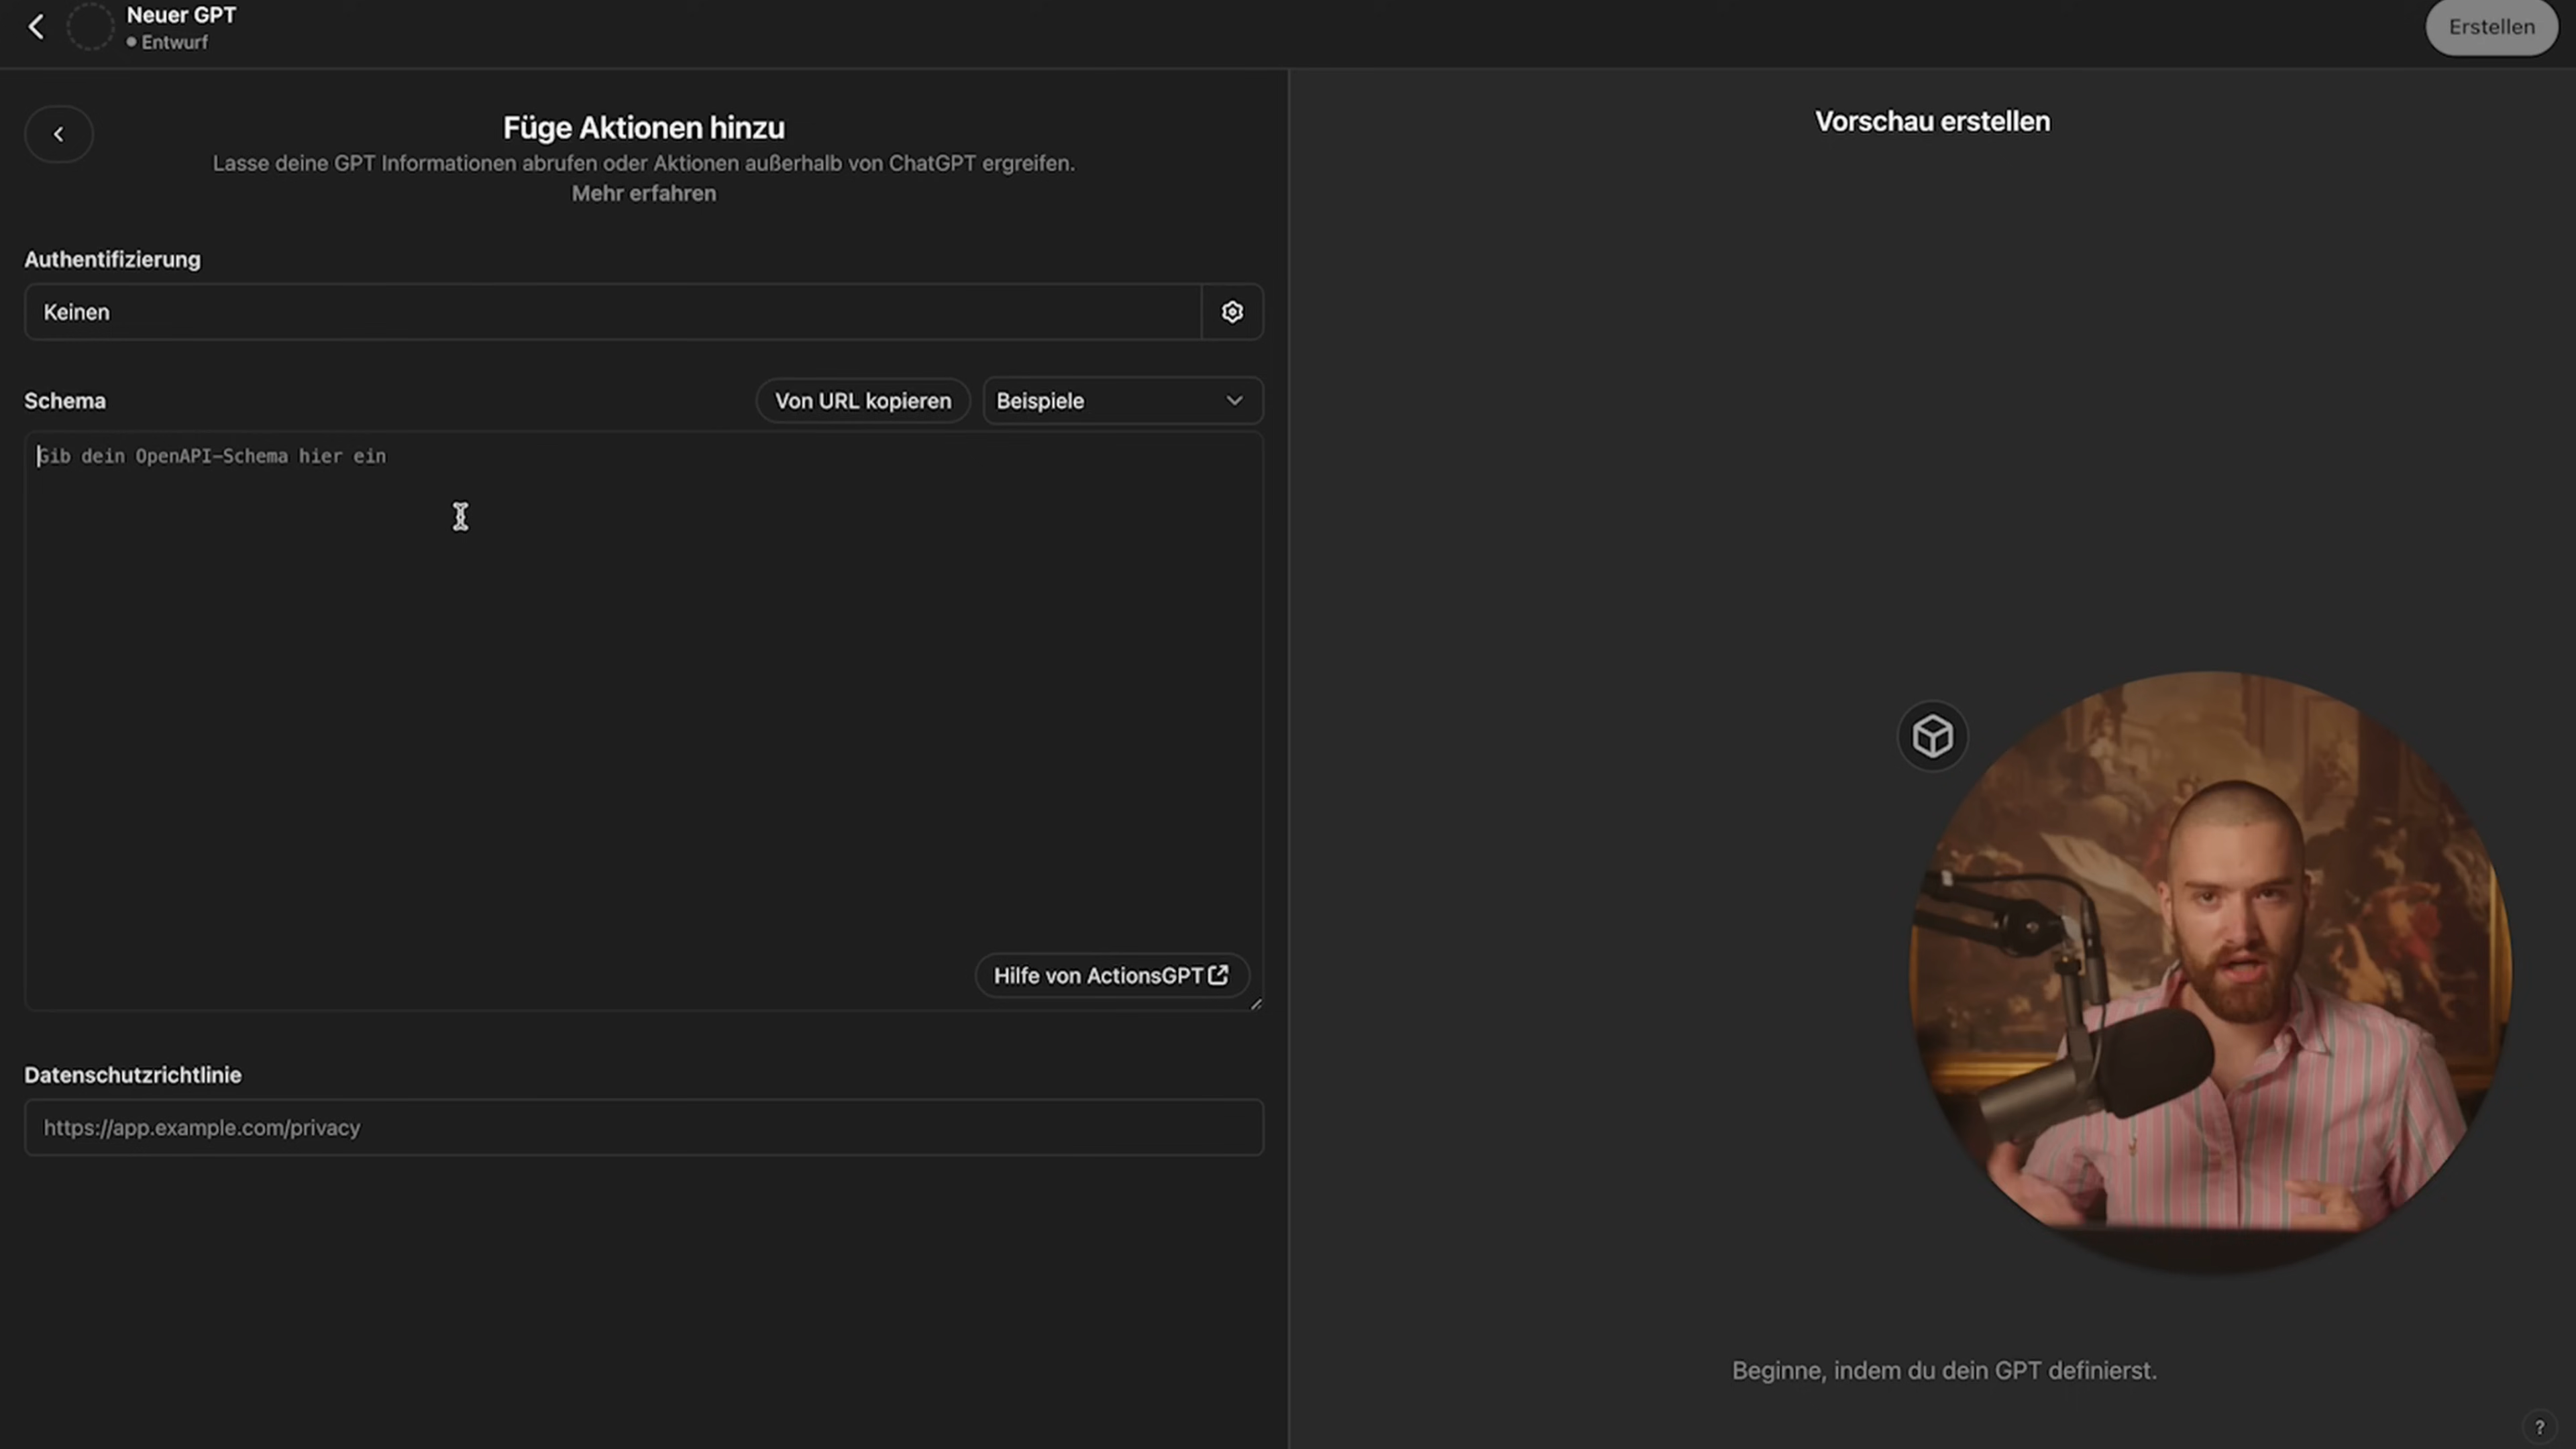 Neuer GPT
Entwurf
Erstellen
Füge Aktionen hinzu
Lasse deine GPT Informationen abrufen oder Aktionen außerhalb von ChatGPT ergreifen.
Mehr erfahren
Authentifizierung
Keinen
Schema
Von URL kopieren
Beispiele
Gib dein OpenAPI-Schema hier ein
Hilfe von ActionsGPT
Datenschutzrichtlinie
https://app.example.com/privacy
Vorschau erstellen
Beginne, indem du dein GPT definierst.
?